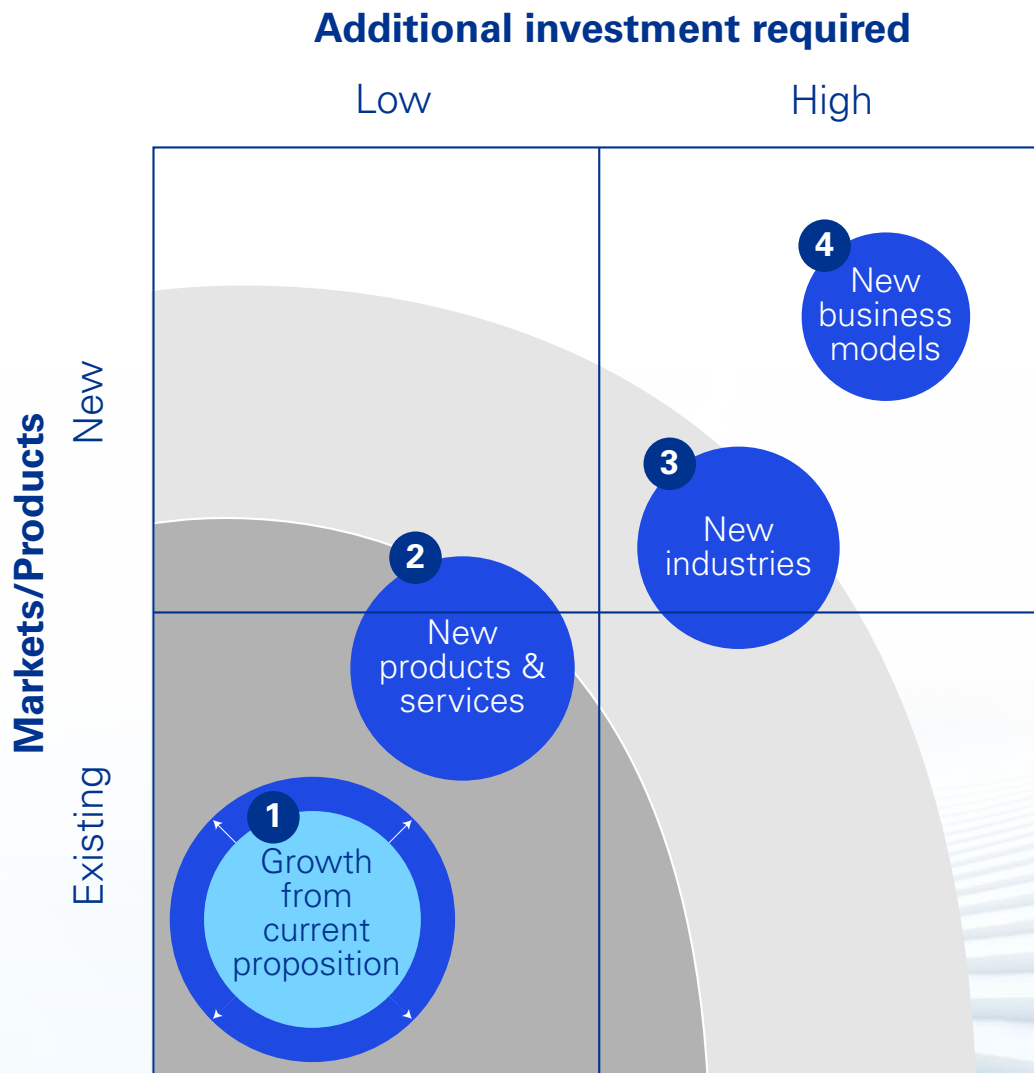 Additional investment required
Low
High
Markets/Products
New
Existing
4
New
business
models
3
New
industries
2
New
products &
services
1
Growth
from
current
proposition